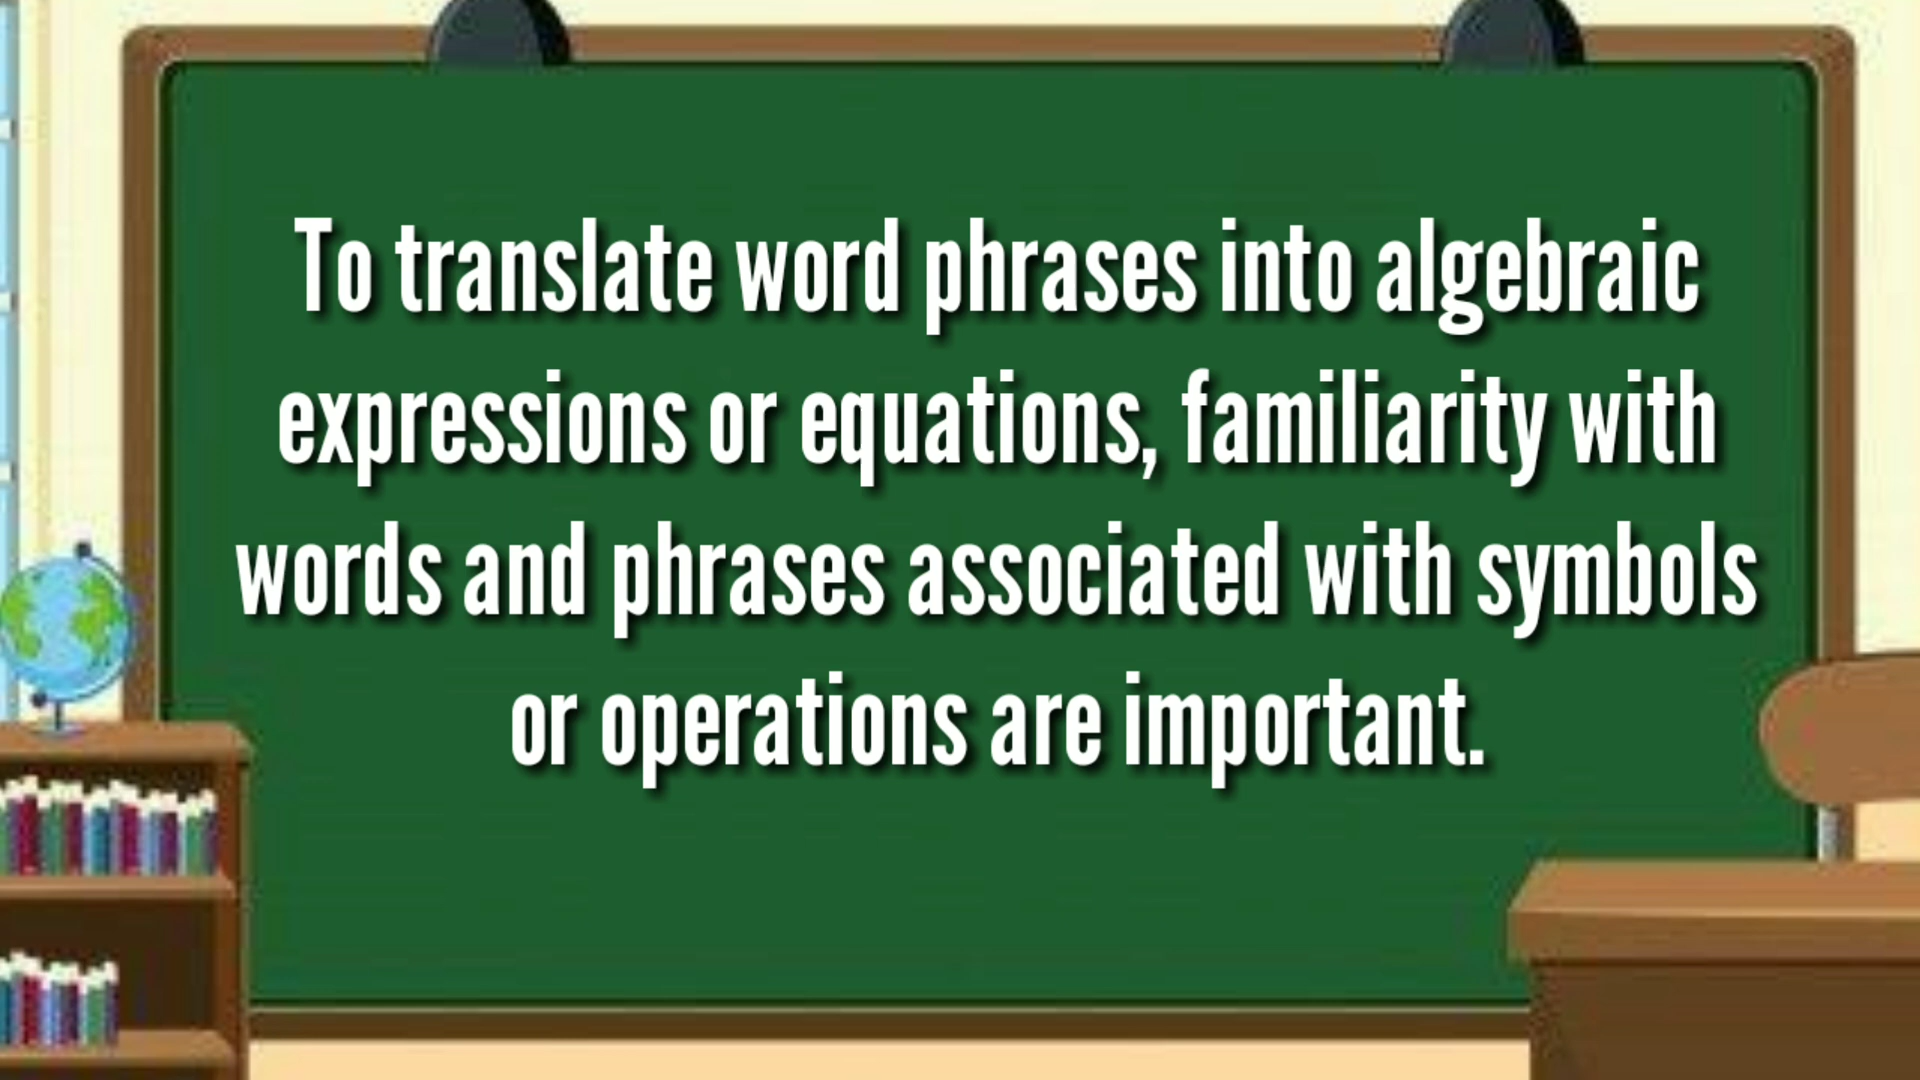 To translate word phrases into algebraic
expressions or equations, familiarity with
words and phrases associated with symbols
or operations are important.